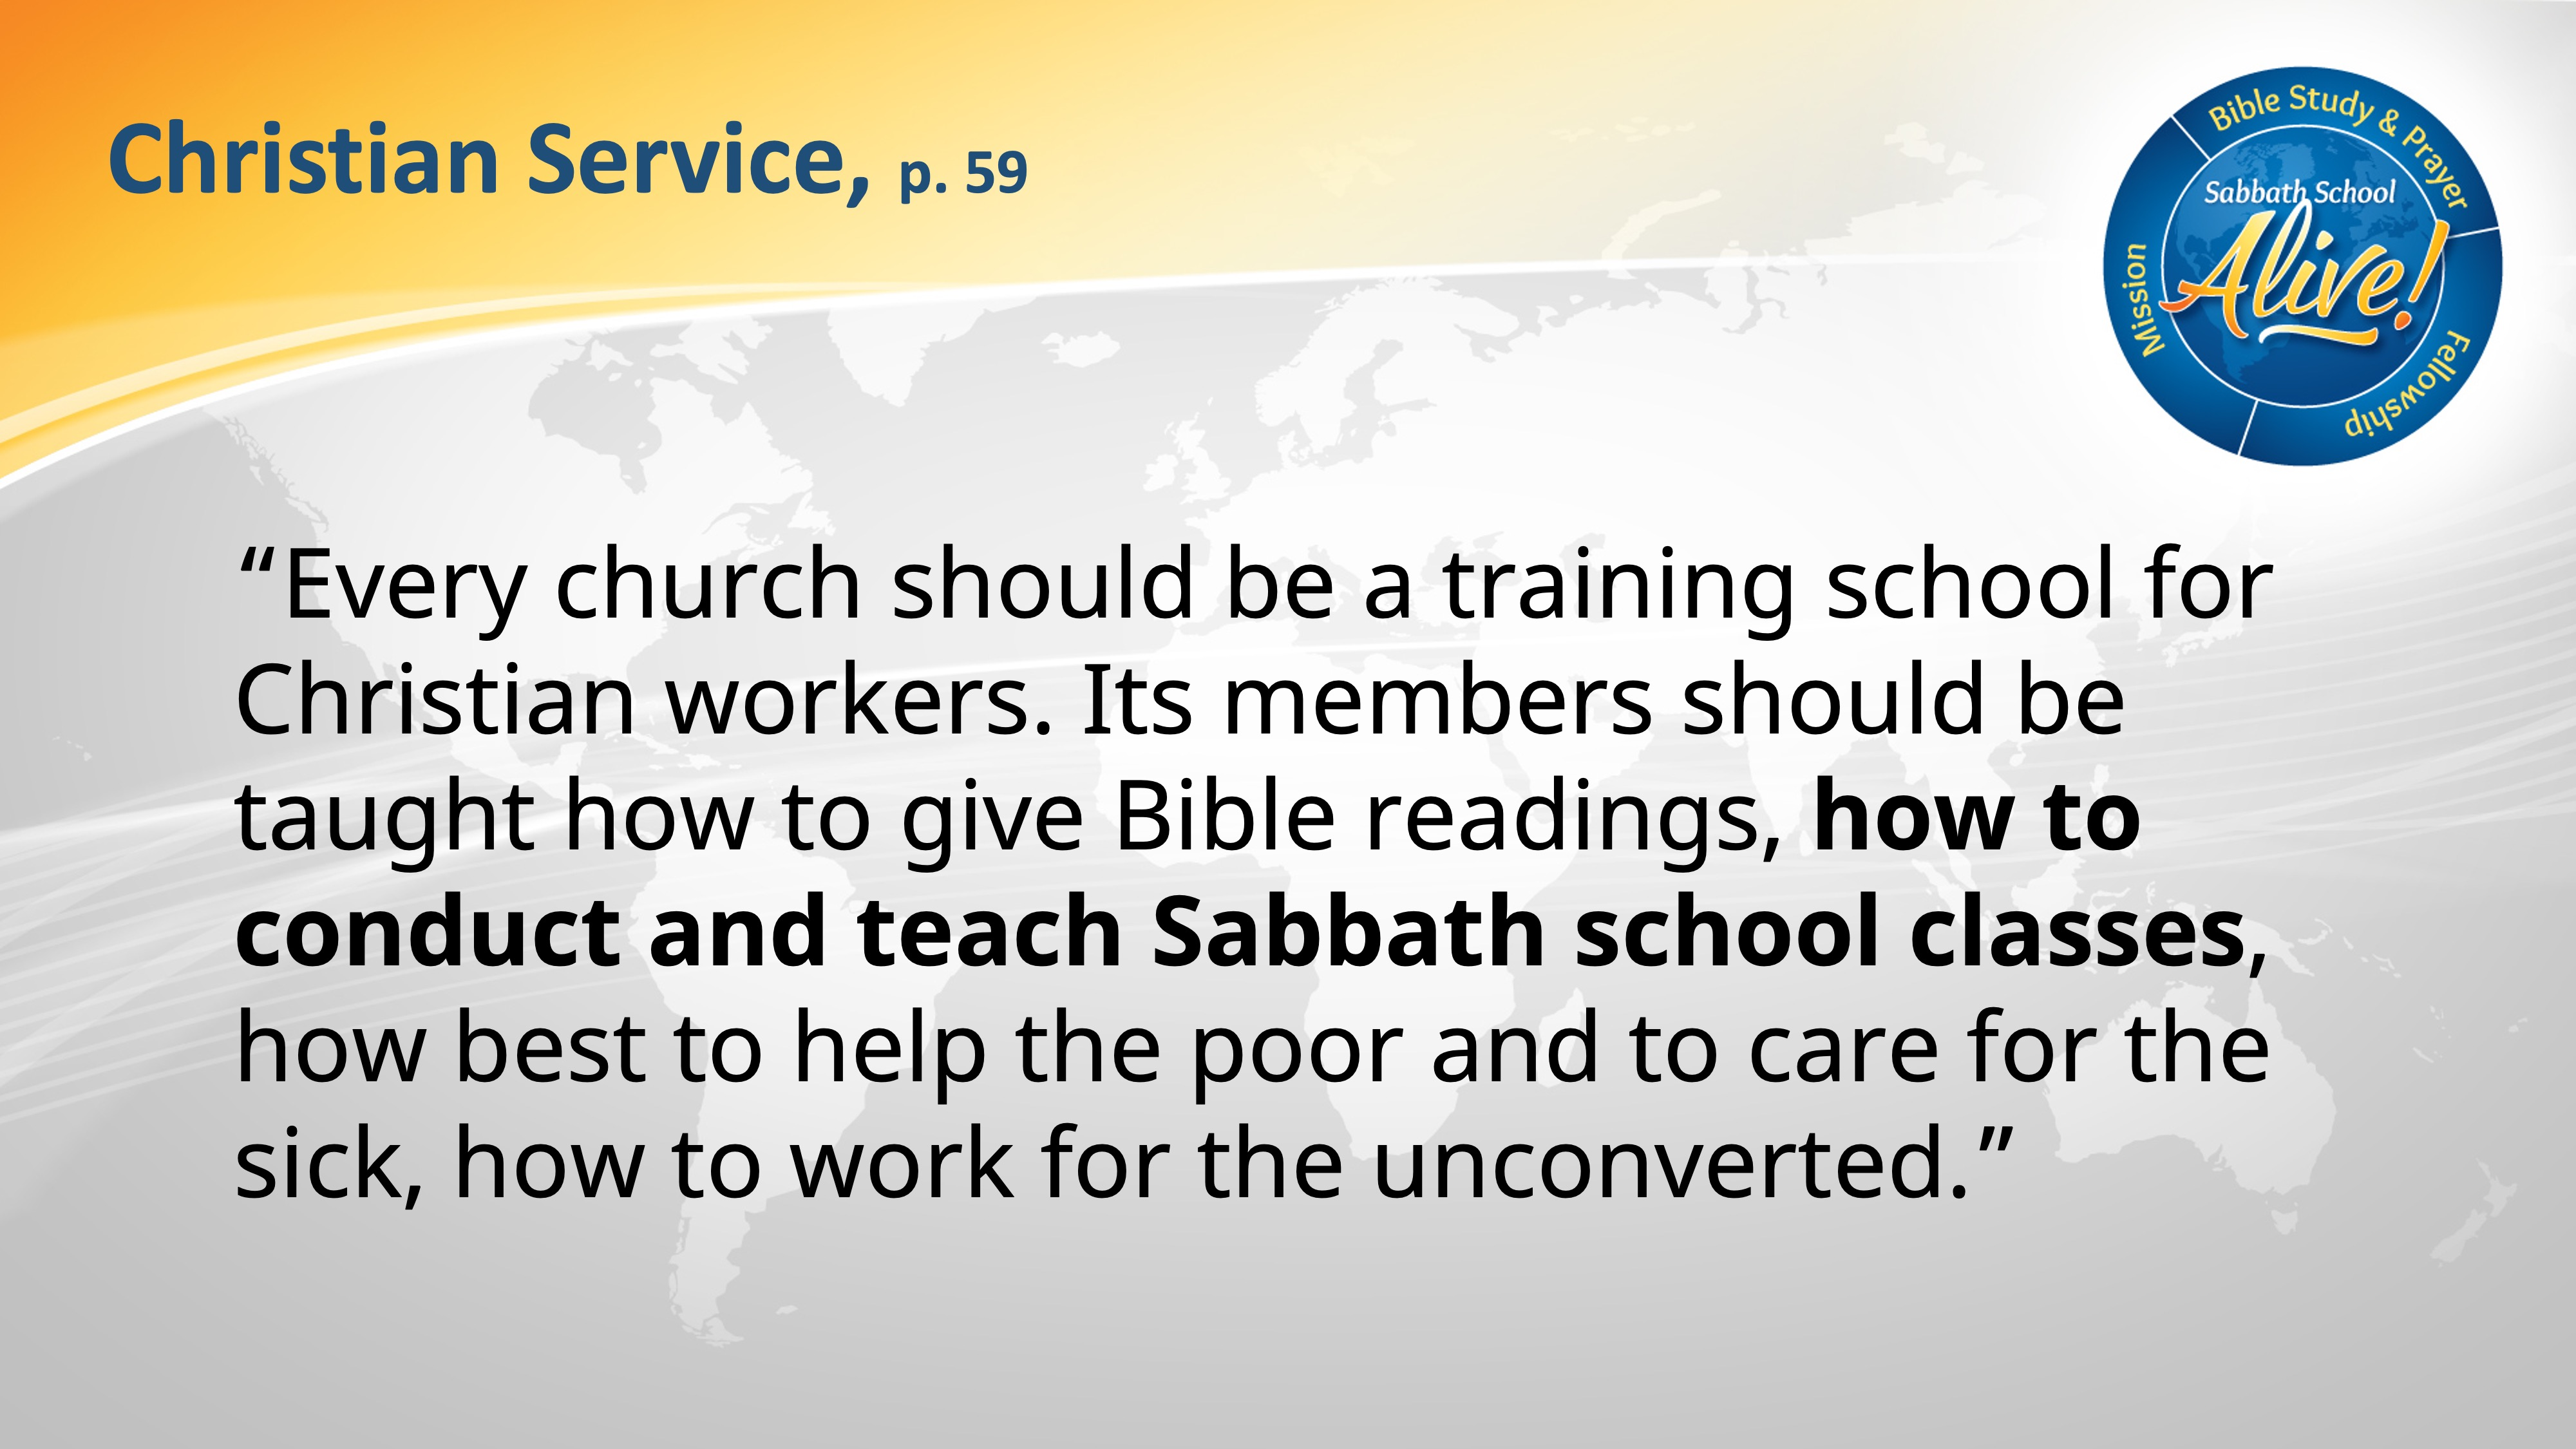 Christian Service, p. 59
Bible Study & Prayer
Sabbath School
Alive!
Mission
Fellowship
“Every church should be a training school for
Christian workers. Its members should be
taught how to give Bible readings, how to
conduct and teach Sabbath school classes,
how best to help the poor and to care for the
sick, how to work for the unconverted.”